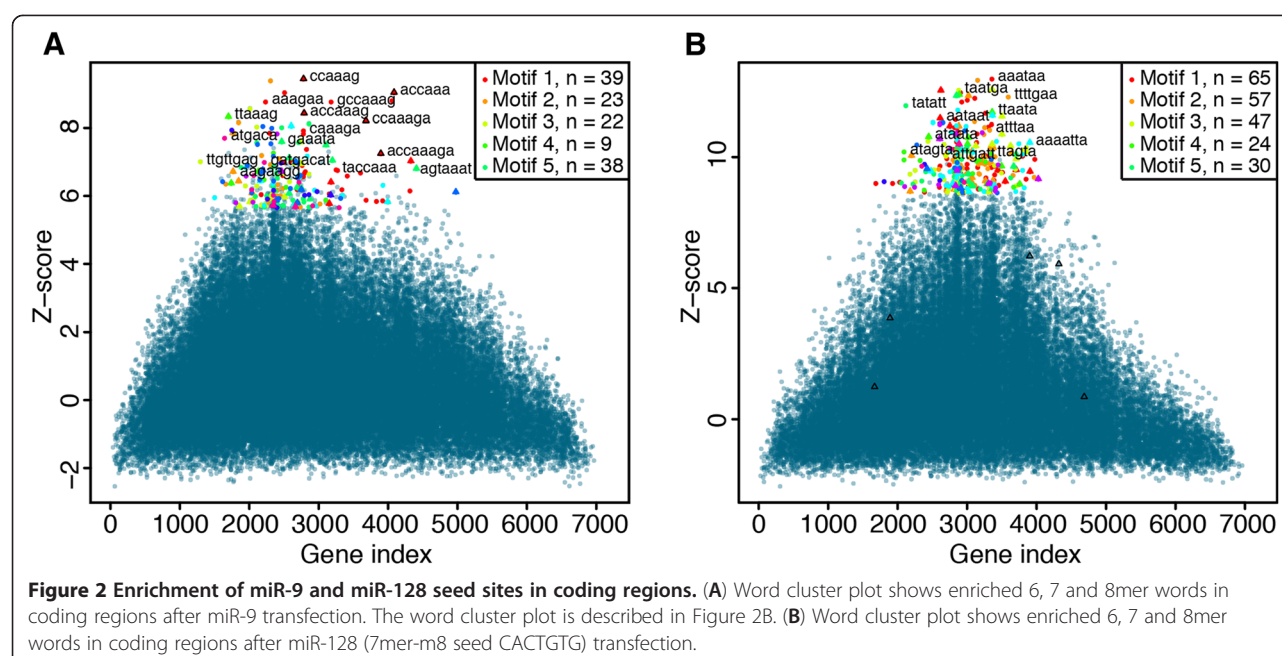 A
B
ccaaag
accaaa
aaagaa
gccaaag
ttaaag
accaaag
ccaaaga
atgaca
caaaga
gaaata
accaaaga
ttgttgag
gatgacat
taccaaa
agtaaat
aagaagg
Motif 1, n = 39
Motif 2, n = 23
Motif 3, n = 22
Motif 4, n = 9
Motif 5, n = 38
Z−score
−2
0
2
4
6
8
0 1000 2000 3000 4000 5000 6000 7000
Gene index
aaataa
taatga
ttttgaa
tatatt
ttaata
aataat
atttaa
ataata
aaaatta
atagta
attgatt
tttagta
Motif 1, n = 65
Motif 2, n = 57
Motif 3, n = 47
Motif 4, n = 24
Motif 5, n = 30
Z−score
0
5
10
0 1000 2000 3000 4000 5000 6000 7000
Gene index
Figure 2 Enrichment of miR-9 and miR-128 seed sites in coding regions. (A) Word cluster plot shows enriched 6, 7 and 8mer words in
coding regions after miR-9 transfection. The word cluster plot is described in Figure 2B. (B) Word cluster plot shows enriched 6, 7 and 8mer
words in coding regions after miR-128 (7mer-m8 seed CACTGTG) transfection.